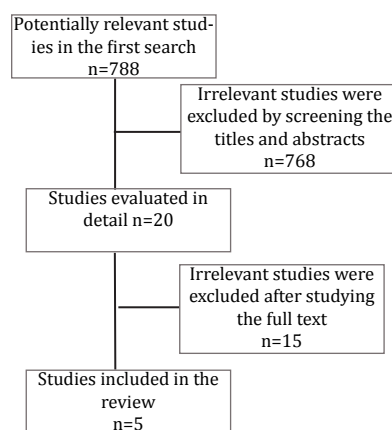 Potentially relevant stud-
ies in the first search
n=788
Irrelevant studies were
excluded by screening the
titles and abstracts
n=768
Studies evaluated in
detail n=20
Irrelevant studies were
excluded after studying
the full text
n=15
Studies included in the
review
n=5